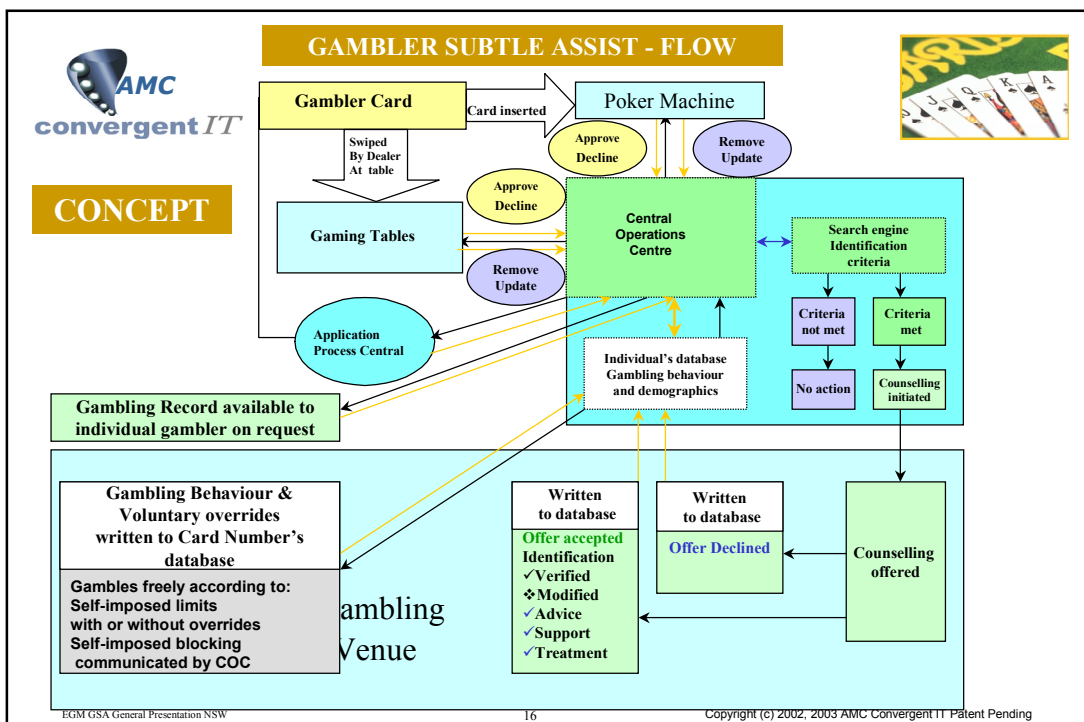 GAMBLER SUBTLE ASSIST - FLOW
AMC
convergent IT
CONCEPT
Gambler Card
Card inserted
Poker Machine
Swiped
By Dealer
At table
Approve
Decline
Remove
Update
Approve
Decline
Gaming Tables
Remove
Update
Central
Operations
Centre
Search engine
Identification
criteria
Criteria
not met
Criteria
met
No action
Counselling
initiated
Application
Process Central
Individual's database
Gambling behaviour
and demographics
Gambling Record available to
individual gambler on request
Gambling Behaviour &
Voluntary overrides
written to Card Number's
database
Gambles freely according to:
Self-imposed limits
with or without overrides
Self-imposed blocking
communicated by COC
ambling
Venue
Written
to database
Offer accepted
Identification
✓Verified
❖Modified
✓Advice
✓Support
✓Treatment
Written
to database
Offer Declined
Counselling
offered
J
Q
K
A
EGM GSA General Presentation NSW
16
Copyright (c) 2002, 2003 AMC Convergent IT Patent Pending